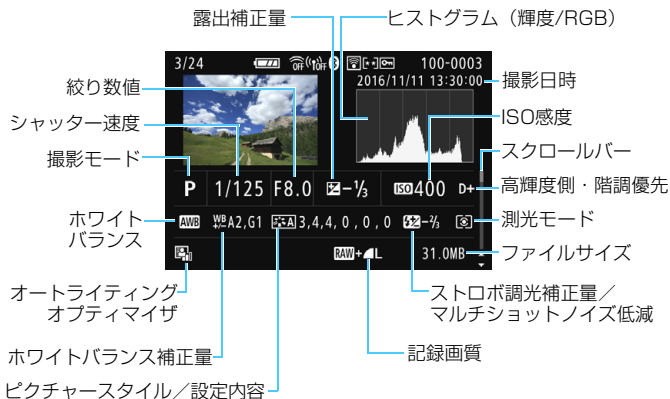 露出補正量
ヒストグラム（輝度/RGB）
3/24
OFF
OFF
100-0003
2016/11/11 13:30:00
撮影日時
絞り数値
ISO感度
シャッター速度
スクロールバー
撮影モード
P 1/125 F8.0 -⅓ ISO400 D+
高輝度側・階調優先
ホワイト
バランス
AWB WB+/- A2,G1 A 3,4,4,0,0,0 -⅔
測光モード
RAW+L 31.0MB
ファイルサイズ
オートライティング
オプティマイザ
ストロボ調光補正量／
マルチショットノイズ低減
ホワイトバランス補正量
記録画質
ピクチャースタイル／設定内容